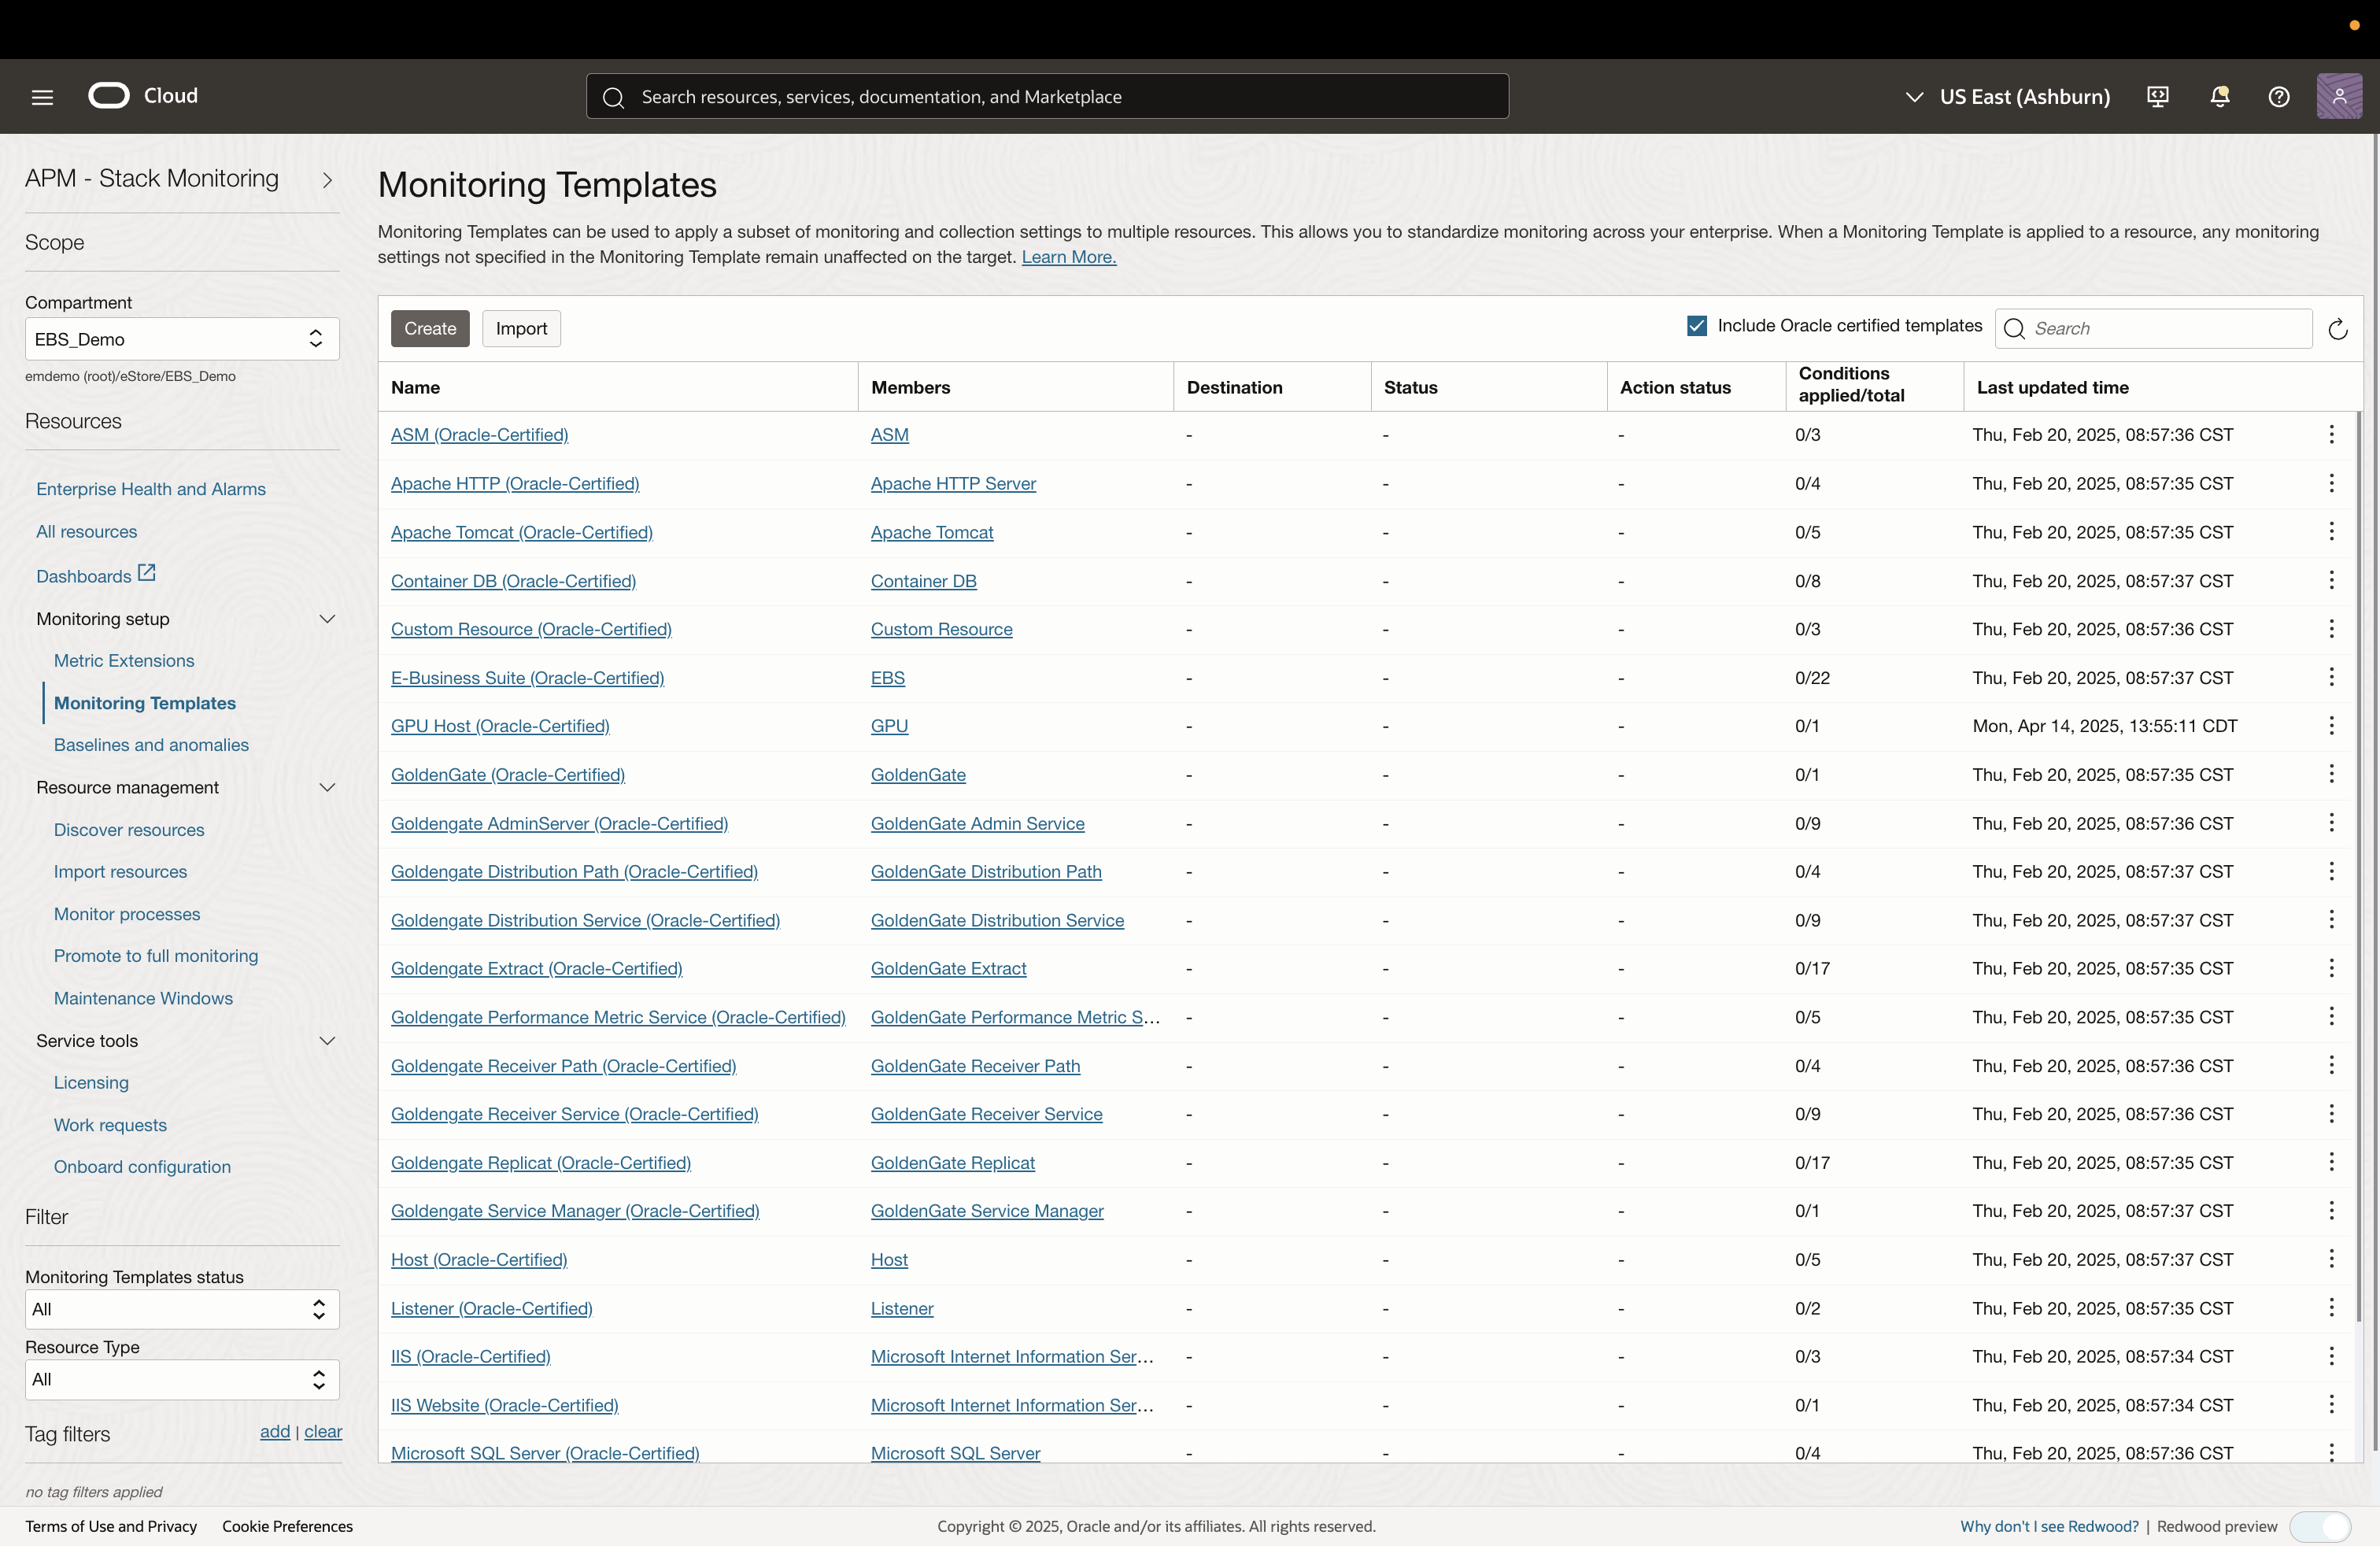 Cloud
Search resources, services, documentation, and Marketplace
US East (Ashburn)
APM - Stack Monitoring
Scope
Compartment
EBS_Demo
emdemo (root)/eStore/EBS_Demo
Resources
Enterprise Health and Alarms
All resources
Dashboards
Monitoring setup
Metric Extensions
Monitoring Templates
Baselines and anomalies
Resource management
Discover resources
Import resources
Monitor processes
Promote to full monitoring
Maintenance Windows
Service tools
Licensing
Work requests
Onboard configuration
Filter
Monitoring Templates status
All
Resource Type
All
Tag filters add | clear
no tag filters applied
Monitoring Templates
Monitoring Templates can be used to apply a subset of monitoring and collection settings to multiple resources. This allows you to standardize monitoring across your enterprise. When a Monitoring Template is applied to a resource, any monitoring
settings not specified in the Monitoring Template remain unaffected on the target. Learn More.
Create Import Include Oracle certified templates Search
Name Members Destination Status Action status Conditions applied/total Last updated time
ASM (Oracle-Certified) ASM - - - 0/3 Thu, Feb 20, 2025, 08:57:36 CST
Apache HTTP (Oracle-Certified) Apache HTTP Server - - - 0/4 Thu, Feb 20, 2025, 08:57:35 CST
Apache Tomcat (Oracle-Certified) Apache Tomcat - - - 0/5 Thu, Feb 20, 2025, 08:57:35 CST
Container DB (Oracle-Certified) Container DB - - - 0/8 Thu, Feb 20, 2025, 08:57:37 CST
Custom Resource (Oracle-Certified) Custom Resource - - - 0/3 Thu, Feb 20, 2025, 08:57:36 CST
E-Business Suite (Oracle-Certified) EBS - - - 0/22 Thu, Feb 20, 2025, 08:57:37 CST
GPU Host (Oracle-Certified) GPU - - - 0/1 Mon, Apr 14, 2025, 13:55:11 CDT
GoldenGate (Oracle-Certified) GoldenGate - - - 0/1 Thu, Feb 20, 2025, 08:57:35 CST
Goldengate AdminServer (Oracle-Certified) GoldenGate Admin Service - - - 0/9 Thu, Feb 20, 2025, 08:57:36 CST
Goldengate Distribution Path (Oracle-Certified) GoldenGate Distribution Path - - - 0/4 Thu, Feb 20, 2025, 08:57:37 CST
Goldengate Distribution Service (Oracle-Certified) GoldenGate Distribution Service - - - 0/9 Thu, Feb 20, 2025, 08:57:37 CST
Goldengate Extract (Oracle-Certified) GoldenGate Extract - - - 0/17 Thu, Feb 20, 2025, 08:57:35 CST
Goldengate Performance Metric Service (Oracle-Certified) GoldenGate Performance Metric S... - - - 0/5 Thu, Feb 20, 2025, 08:57:35 CST
Goldengate Receiver Path (Oracle-Certified) GoldenGate Receiver Path - - - 0/4 Thu, Feb 20, 2025, 08:57:36 CST
Goldengate Receiver Service (Oracle-Certified) GoldenGate Receiver Service - - - 0/9 Thu, Feb 20, 2025, 08:57:36 CST
Goldengate Replicat (Oracle-Certified) GoldenGate Replicat - - - 0/17 Thu, Feb 20, 2025, 08:57:35 CST
Goldengate Service Manager (Oracle-Certified) GoldenGate Service Manager - - - 0/1 Thu, Feb 20, 2025, 08:57:37 CST
Host (Oracle-Certified) Host - - - 0/5 Thu, Feb 20, 2025, 08:57:37 CST
Listener (Oracle-Certified) Listener - - - 0/2 Thu, Feb 20, 2025, 08:57:35 CST
IIS (Oracle-Certified) Microsoft Internet Information Ser... - - - 0/3 Thu, Feb 20, 2025, 08:57:34 CST
IIS Website (Oracle-Certified) Microsoft Internet Information Ser... - - - 0/1 Thu, Feb 20, 2025, 08:57:34 CST
Microsoft SQL Server (Oracle-Certified) Microsoft SQL Server - - - 0/4 Thu, Feb 20, 2025, 08:57:36 CST
Terms of Use and Privacy Cookie Preferences Copyright © 2025, Oracle and/or its affiliates. All rights reserved. Why don't I see Redwood? | Redwood preview